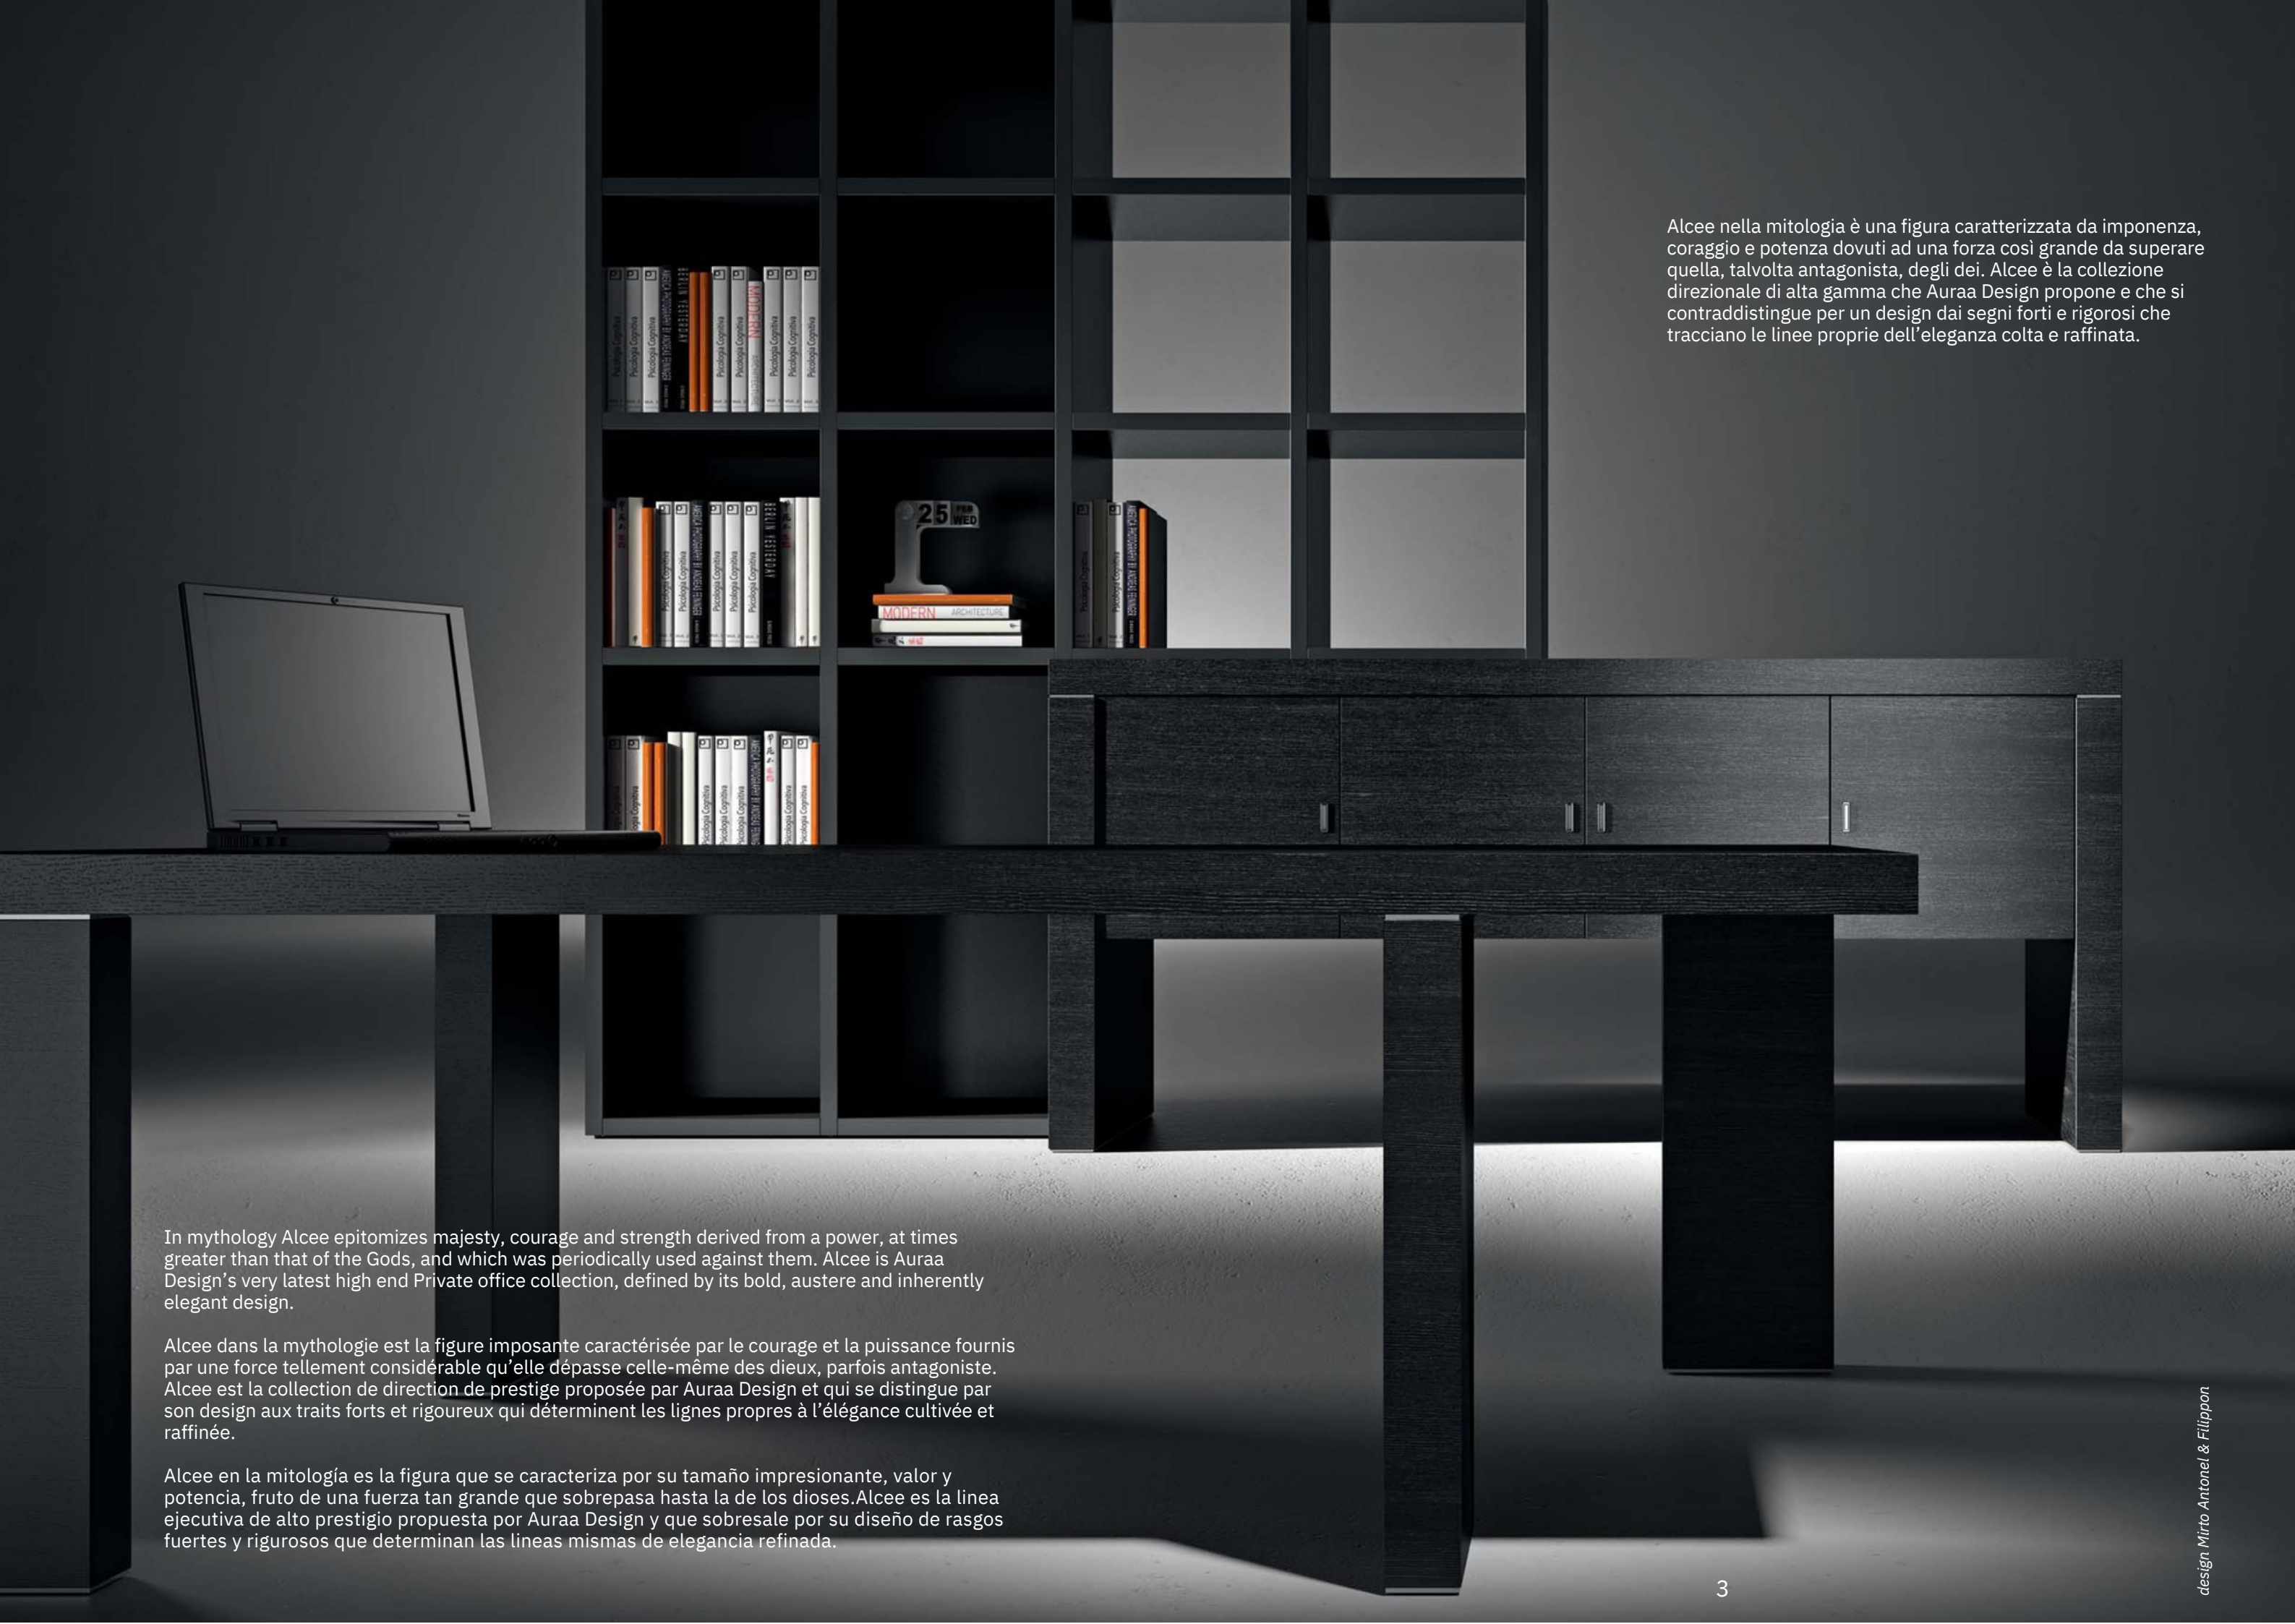 Alcee nella mitologia è una figura caratterizzata da imponenza,
coraggio e potenza dovuti ad una forza così grande da superare
quella, talvolta antagonista, degli dei. Alcee è la collezione
direzionale di alta gamma che Auraa Design propone e che si
contraddistingue per un design dai segni forti e rigorosi che
tracciano le linee proprie dell’eleganza colta e raffinata.
Psicologia Cognitiva
BERLIN YESTERDAY
MODERN
25 FEB
WED
MODERN ARCHITECTURE
BERLIN YESTERDAY
In mythology Alcee epitomizes majesty, courage and strength derived from a power, at times
greater than that of the Gods, and which was periodically used against them. Alcee is Auraa
Design’s very latest high end Private office collection, defined by its bold, austere and inherently
elegant design.
Alcee dans la mythologie est la figure imposante caractérisée par le courage et la puissance fournis
par une force tellement considérable qu’elle dépasse celle-même des dieux, parfois antagoniste.
Alcee est la collection de direction de prestige proposée par Auraa Design et qui se distingue par
son design aux traits forts et rigoureux qui déterminent les lignes propres à l’élégance cultivée et
raffinée.
Alcee en la mitología es la figura que se caracteriza por su tamaño impresionante, valor y
potencia, fruto de una fuerza tan grande que sobrepasa hasta la de los dioses.Alcee es la linea
ejecutiva de alto prestigio propuesta por Auraa Design y que sobresale por su diseño de rasgos
fuertes y rigurosos que determinan las lineas mismas de elegancia refinada.
3
design Mirto Antonel & Filippon